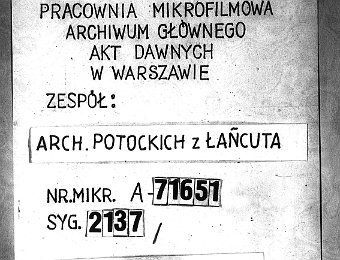 PRACOWNIA MIKROFILMOWA
ARCHIWUM GŁÓWNEGO
AKT DAWNYCH
W WARSZAWIE
ZESPÓŁ:
ARCH. POTOCKICH Z ŁAŃCUTA
NR.MIKR. A-71651
SYG. 2137/